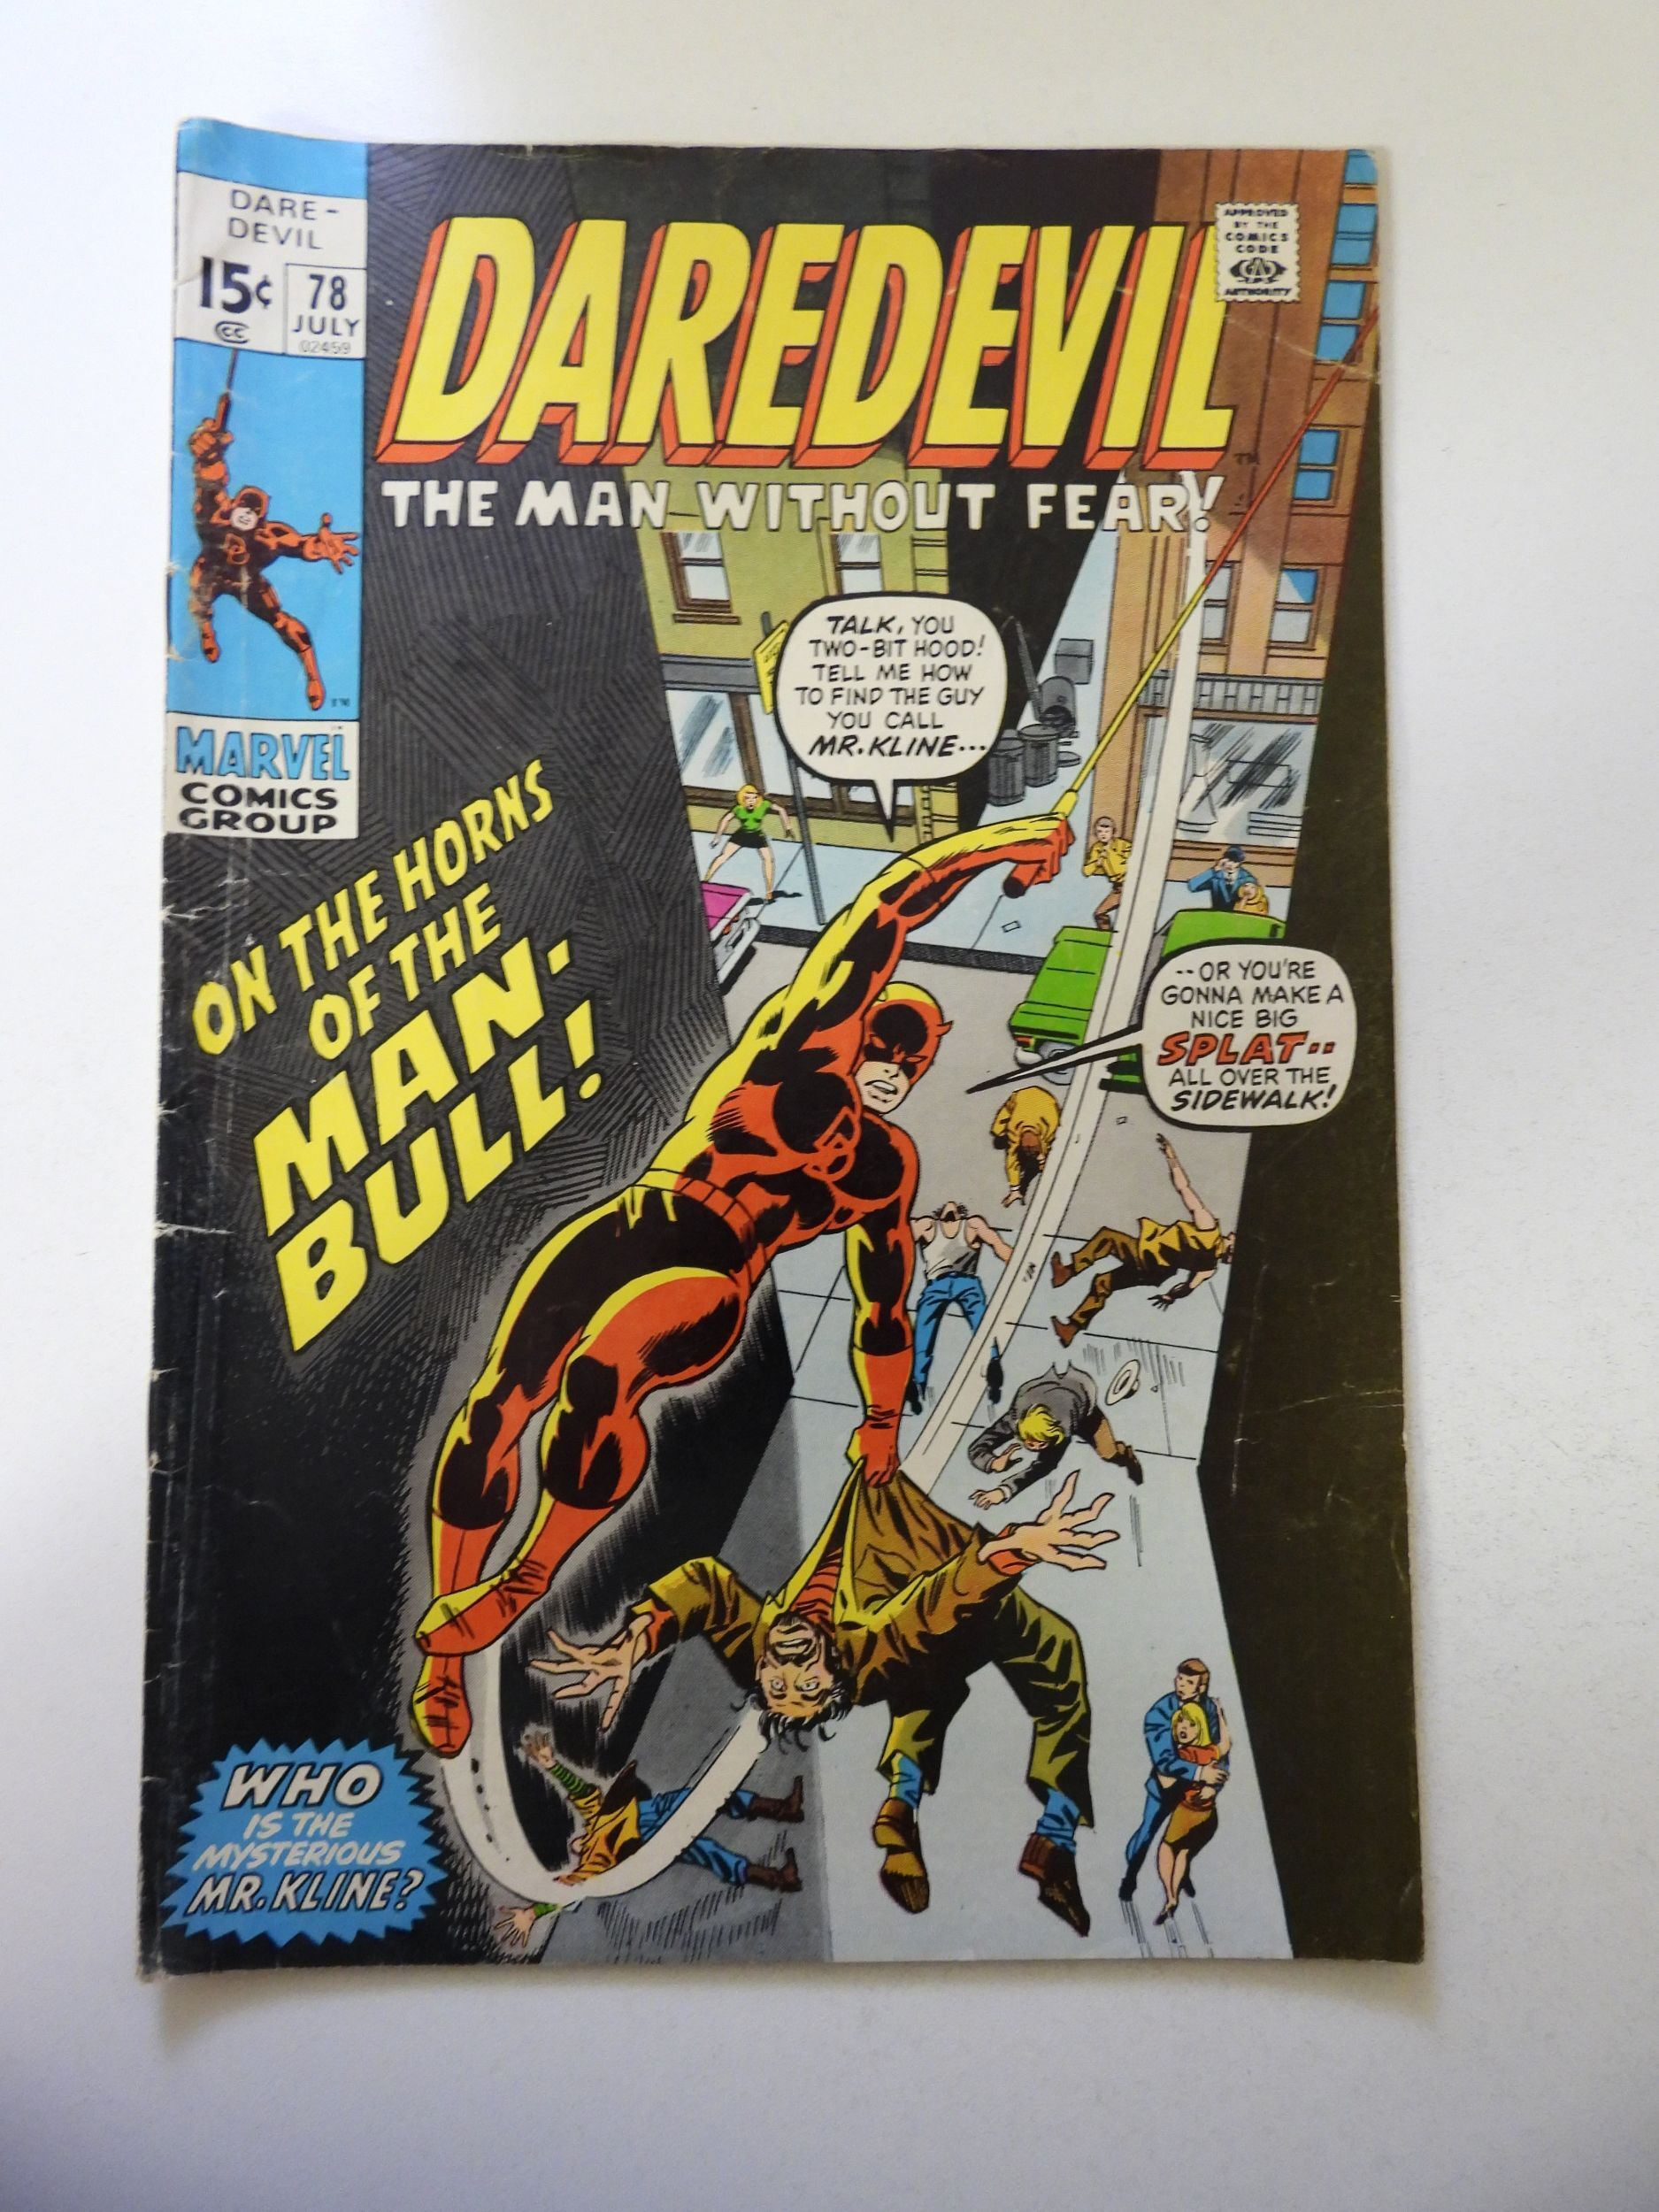 DARE-
DEVIL
15¢
CC
78
JULY
02459
TM
MARVEL
COMICS
GROUP
DAREDEVIL
TM
THE MAN WITHOUT FEAR!
APPROVED
BY THE
COMICS
CODE
AUTHORITY
TALK, YOU
TWO-BIT HOOD!
TELL ME HOW
TO FIND THE GUY
YOU CALL
MR. KLINE...
ON THE HORNS
OF THE
MAN-
BULL!
--OR YOU'RE
GONNA MAKE A
NICE BIG
SPLAT--
ALL OVER THE
SIDEWALK!
WHO
IS THE
MYSTERIOUS
MR. KLINE?